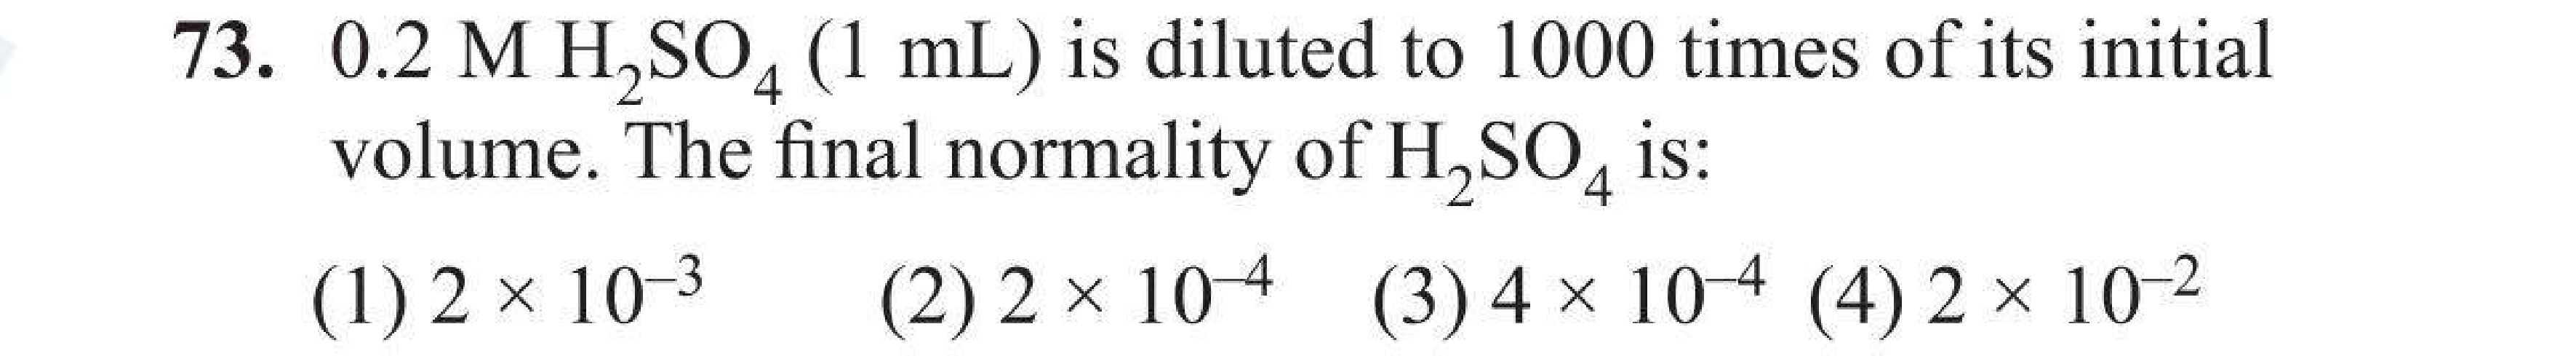 73. 0.2 M H₂SO₄ (1 mL) is diluted to 1000 times of its initial
volume. The final normality of H₂SO₄ is:
(1) 2 × 10⁻³ (2) 2 × 10⁻⁴ (3) 4 × 10⁻⁴ (4) 2 × 10⁻²